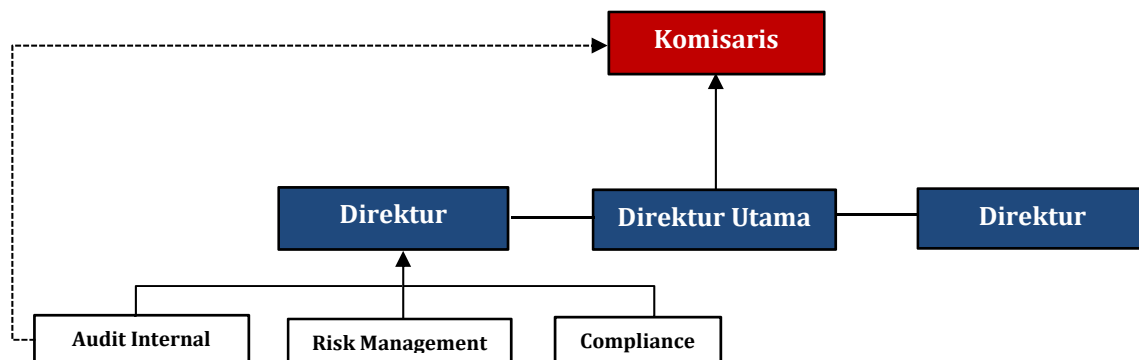 Komisaris
Direktur
Direktur Utama
Direktur
Audit Internal
Risk Management
Compliance